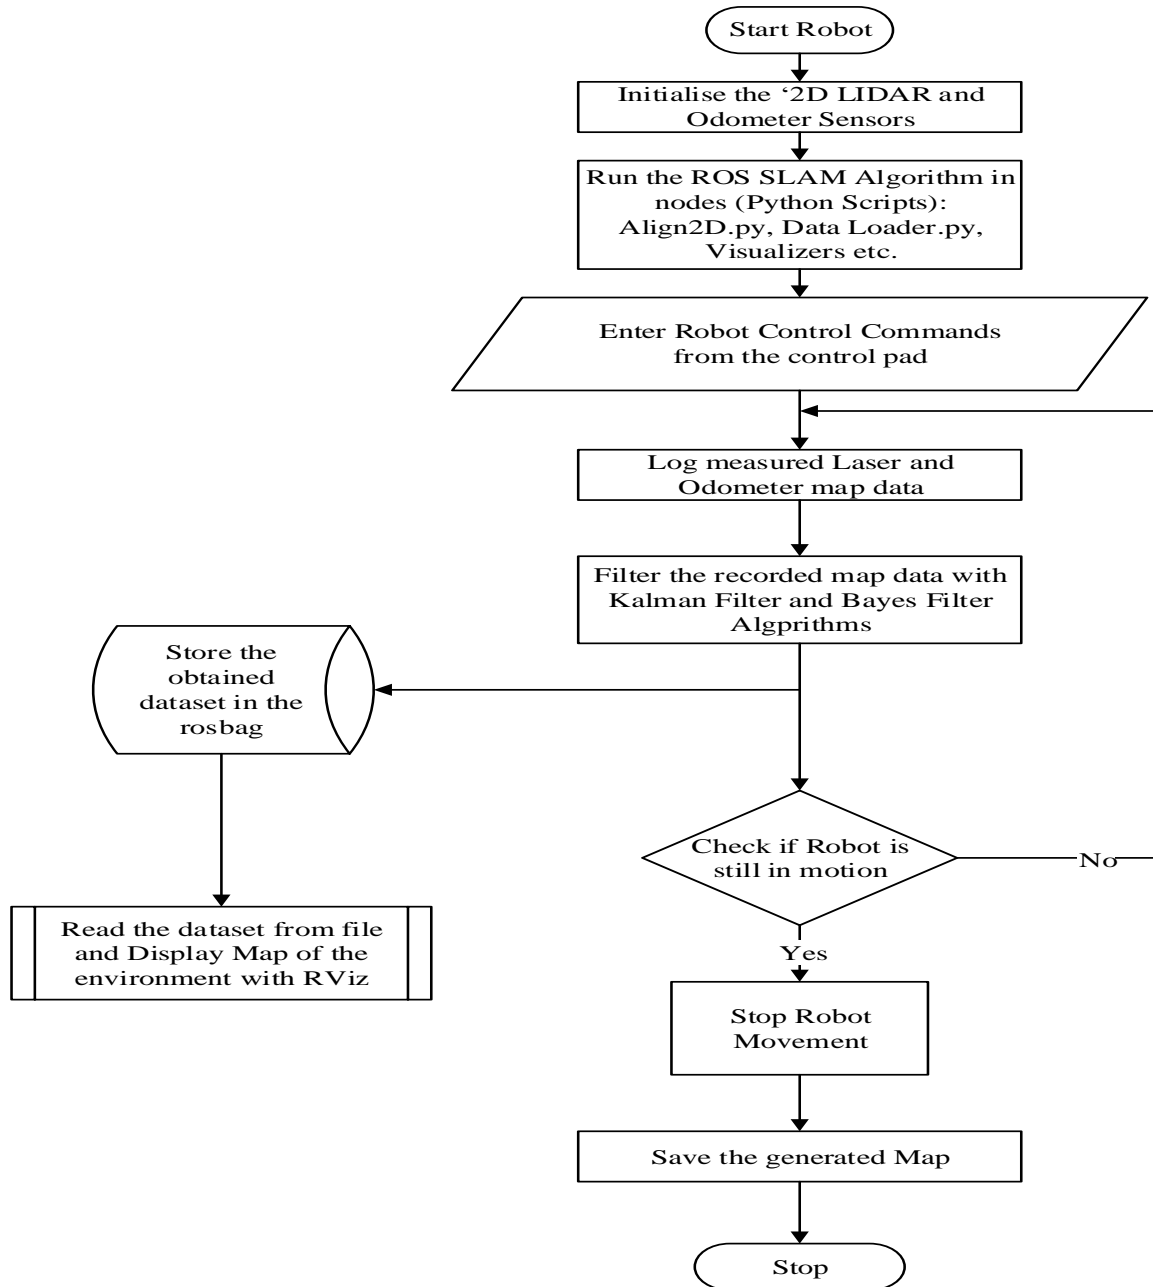 Start Robot
Initialise the ‘2D LIDAR and
Odometer Sensors
Run the ROS SLAM Algorithm in
nodes (Python Scripts):
Align2D.py, Data Loader.py,
Visualizers etc.
Enter Robot Control Commands
from the control pad
Log measured Laser and
Odometer map data
Filter the recorded map data with
Kalman Filter and Bayes Filter
Algprithms
Store the
obtained
dataset in the
rosbag
Check if Robot is
still in motion
No
Read the dataset from file
and Display Map of the
environment with RViz
Yes
Stop Robot
Movement
Save the generated Map
Stop